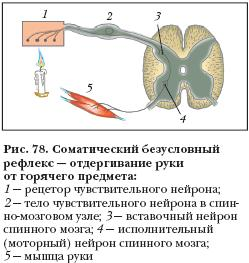 1
2
3
5
4
Рис. 78. Соматический безусловный
рефлекс — отдергивание руки
от горячего предмета:
1 — рецептор чувствительного нейрона;
2 — тело чувствительного нейрона в спин-
но-мозговом узле; 3 — вставочный нейрон
спинного мозга; 4 — исполнительный
(моторный) нейрон спинного мозга;
5 — мышца руки